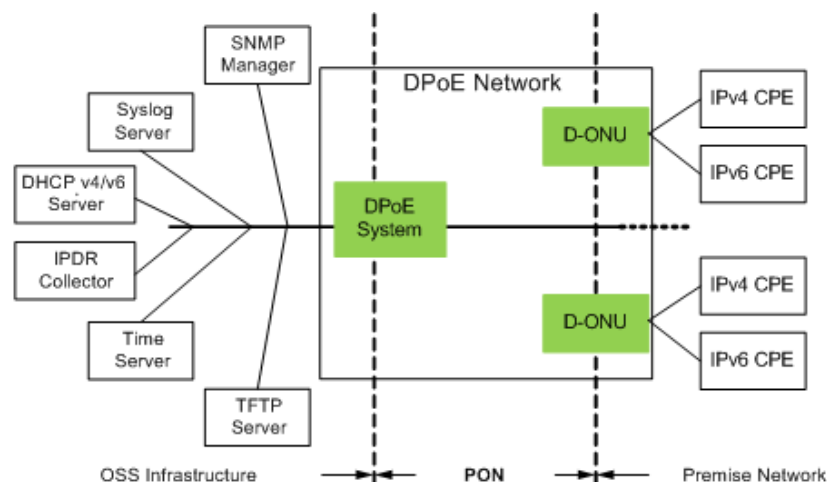 SNMP
Manager
DPoE Network
Syslog
Server
IPv4 CPE
D-ONU
IPv6 CPE
DHCP v4/v6
Server
DPoE
System
IPDR
Collector
IPv4 CPE
D-ONU
IPv6 CPE
Time
Server
TFTP
Server
OSS Infrastructure
PON
Premise Network